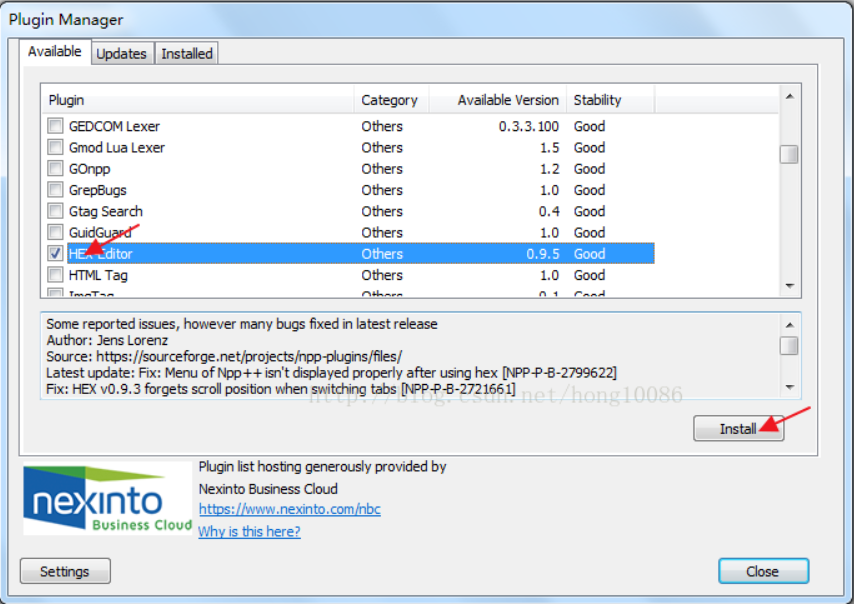 Plugin Manager
Available Updates Installed
Plugin Category Available Version Stability
GEDCOM Lexer Others 0.3.3.100 Good
Gmod Lua Lexer Others 1.5 Good
GOnpp Others 1.2 Good
GrepBugs Others 1.0 Good
Gtag Search Others 0.4 Good
GuidGuard Others 1.0 Good
HEX-Editor Others 0.9.5 Good
HTML Tag Others 1.0 Good
ImgTag Others 0.1 Good
Some reported issues, however many bugs fixed in latest release
Author: Jens Lorenz
Source: https://sourceforge.net/projects/npp-plugins/files/
Latest update: Fix: Menu of Npp++ isn't displayed properly after using hex [NPP-P-B-2799622]
Fix: HEX v0.9.3 forgets scroll position when switching tabs [NPP-P-B-2721661]
http://blog.csdn.net/hong10086
Install
Plugin list hosting generously provided by
Nexinto Business Cloud
https://www.nexinto.com/nbc
Why is this here?
nexinto
Business Cloud
Settings Close